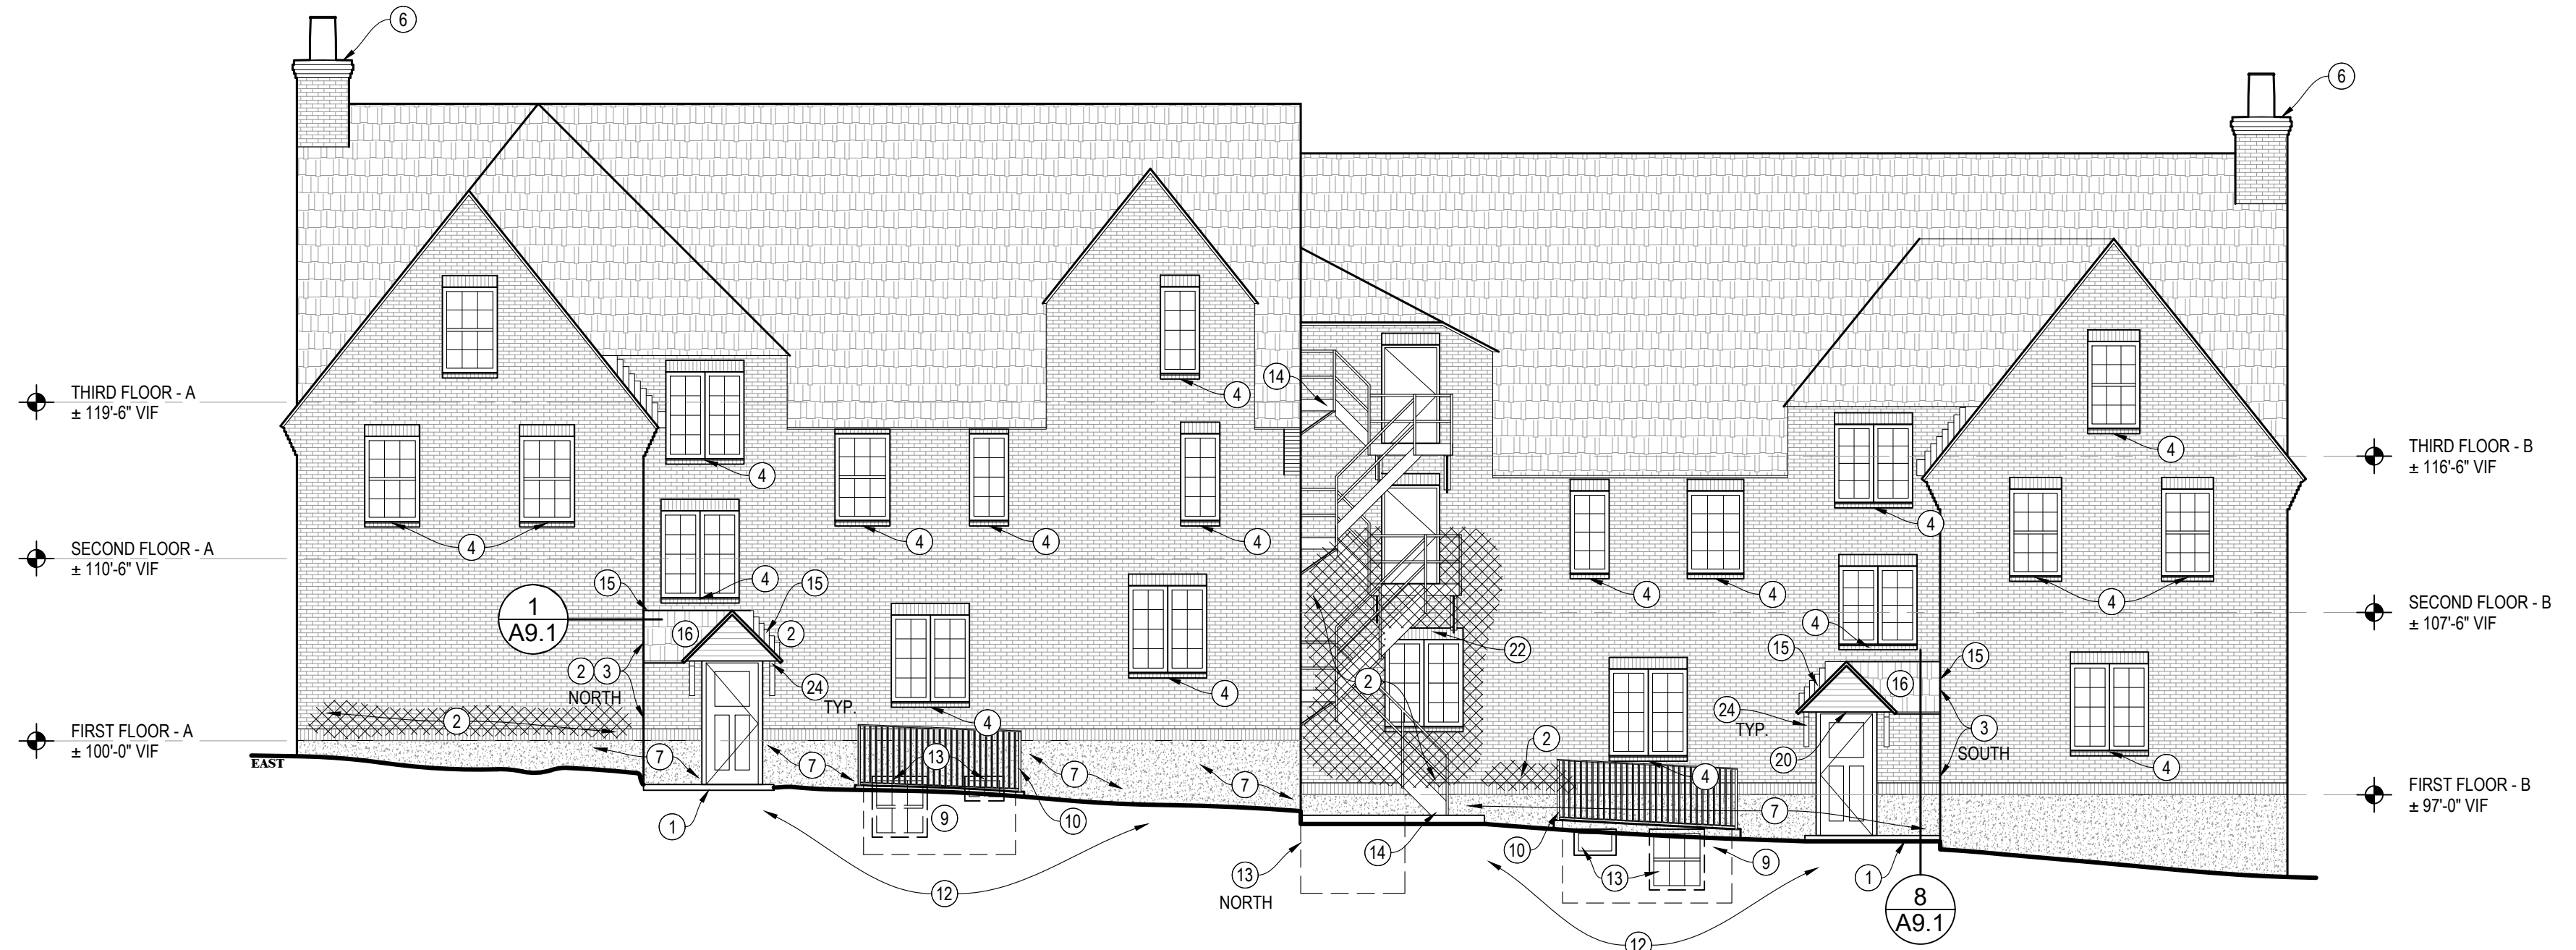 6
6
THIRD FLOOR - A
± 119'-6" VIF
14
4
4
4
THIRD FLOOR - B
± 116'-6" VIF
4
4
4
4
4
4
SECOND FLOOR - A
± 110'-6" VIF
15
4
15
4
4
4
SECOND FLOOR - B
± 107'-6" VIF
1
A9.1
16
2
4
22
15
15
2
3
NORTH
24
TYP.
4
2
16
24
TYP.
3
SOUTH
FIRST FLOOR - A
± 100'-0" VIF
2
4
2
20
EAST
7
7
13
7
7
4
4
FIRST FLOOR - B
± 97'-0" VIF
1
9
10
7
12
13
NORTH
14
10
13
9
1
12
8
A9.1